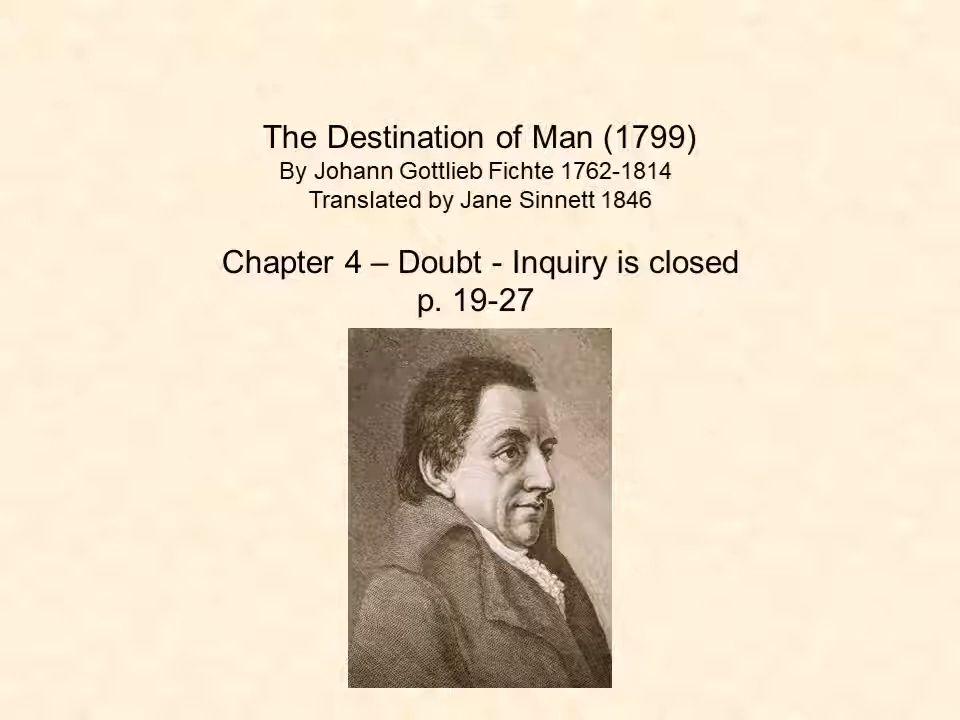 The Destination of Man (1799)
By Johann Gottlieb Fichte 1762-1814
Translated by Jane Sinnett 1846
Chapter 4 – Doubt - Inquiry is closed
p. 19-27